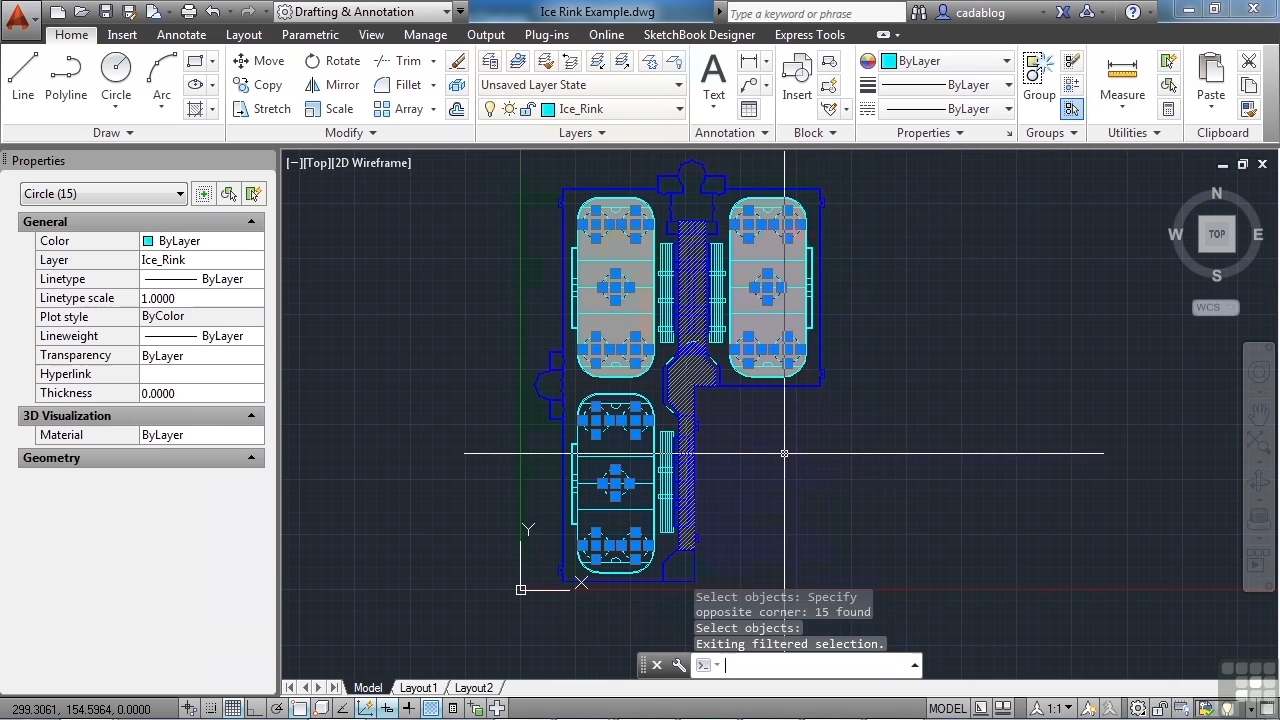 Drafting & Annotation
Ice Rink Example.dwg
Type a keyword or phrase
cadablog
Home Insert Annotate Layout Parametric View Manage Output Plug-ins Online SketchBook Designer Express Tools
Line Polyline Circle Arc
Move Rotate Trim
Copy Mirror Fillet
Stretch Scale Array
Unsaved Layer State
Ice_Rink
Text
Insert
ByLayer
ByLayer
ByLayer
Group
Measure
Paste
Draw Modify Layers Annotation Block Properties Groups Utilities Clipboard
Properties
Circle (15)
General
Color ByLayer
Layer Ice_Rink
Linetype ByLayer
Linetype scale 1.0000
Plot style ByColor
Lineweight ByLayer
Transparency ByLayer
Hyperlink
Thickness 0.0000
3D Visualization
Material ByLayer
Geometry
[−][Top][2D Wireframe]
N
W TOP E
S
WCS
Y
X
Select objects: Specify
opposite corner: 15 found
Select objects:
Exiting filtered selection.
Model Layout1 Layout2
299.3061, 154.5964, 0.0000
MODEL
1:1